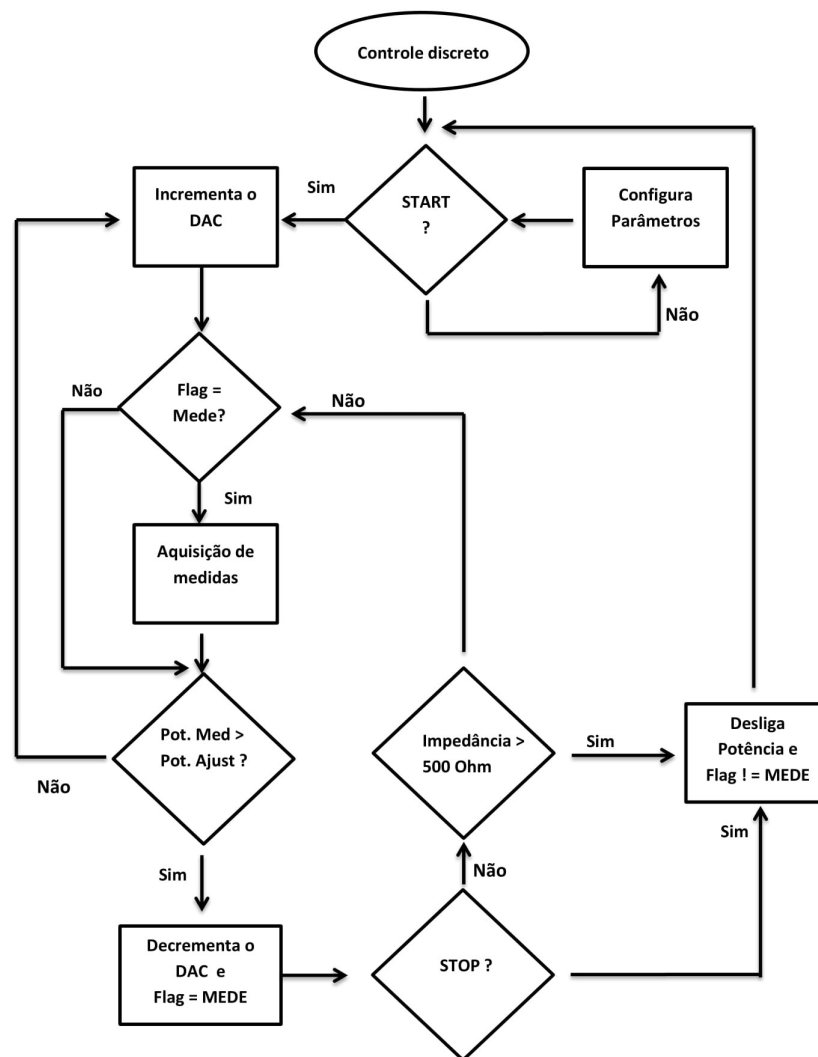 Controle discreto
Sim
Incrementa o
DAC
START
?
Configura
Parâmetros
Não
Não
Flag =
Mede?
Não
Sim
Aquisição de
medidas
Pot. Med >
Pot. Ajust ?
Não
Impedância >
500 Ohm
Sim
Desliga
Potência e
Flag ! = MEDE
Sim
Sim
Não
Decrementa o
DAC e
Flag = MEDE
STOP ?
Sim